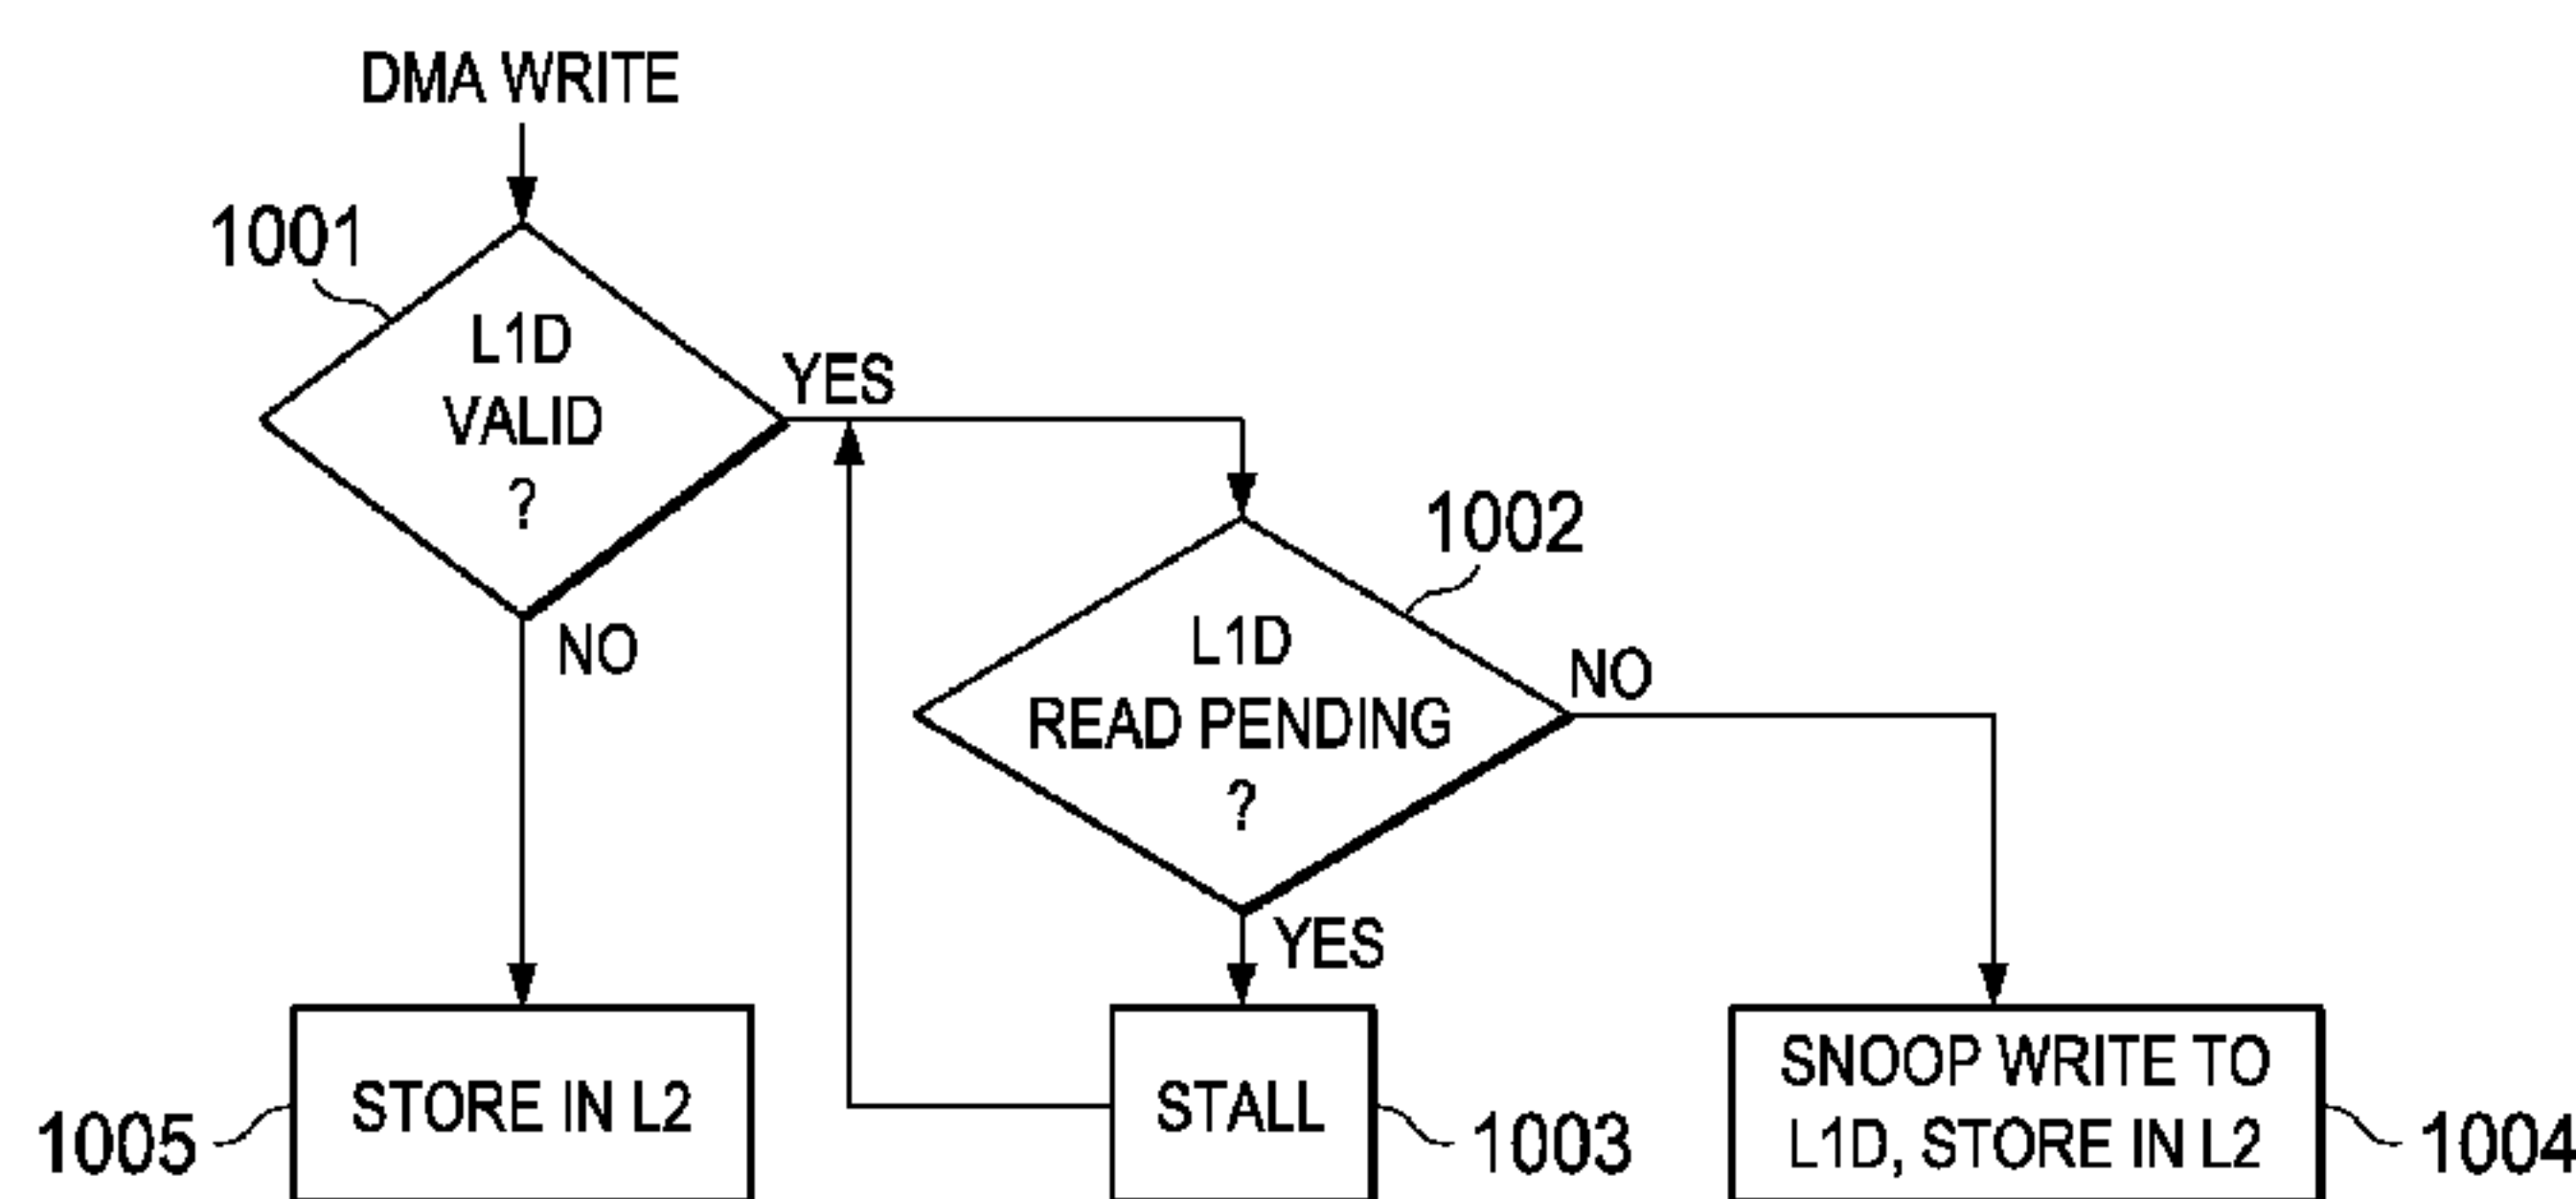 DMA WRITE
1001
L1D
VALID
?
YES
NO
1002
L1D
READ PENDING
?
NO
YES
1005
STORE IN L2
STALL
1003
SNOOP WRITE TO
L1D, STORE IN L2
1004